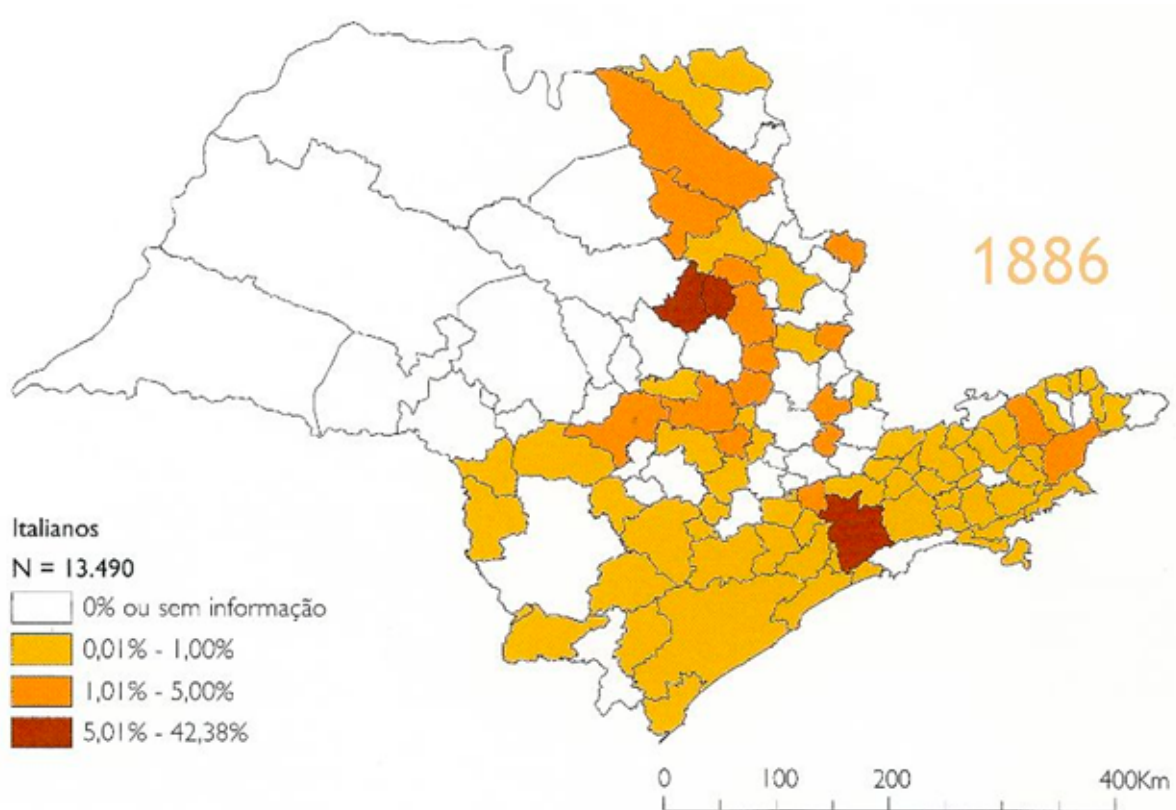 1886
Italianos
N = 13.490
0% ou sem informação
0,01% - 1,00%
1,01% - 5,00%
5,01% - 42,38%
0 100 200 400Km